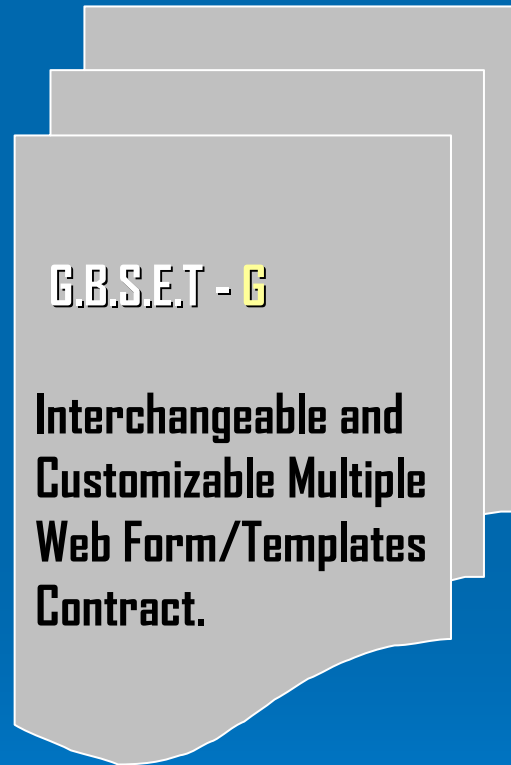 G.B.S.E.T - G
Interchangeable and
Customizable Multiple
Web Form/Templates
Contract.